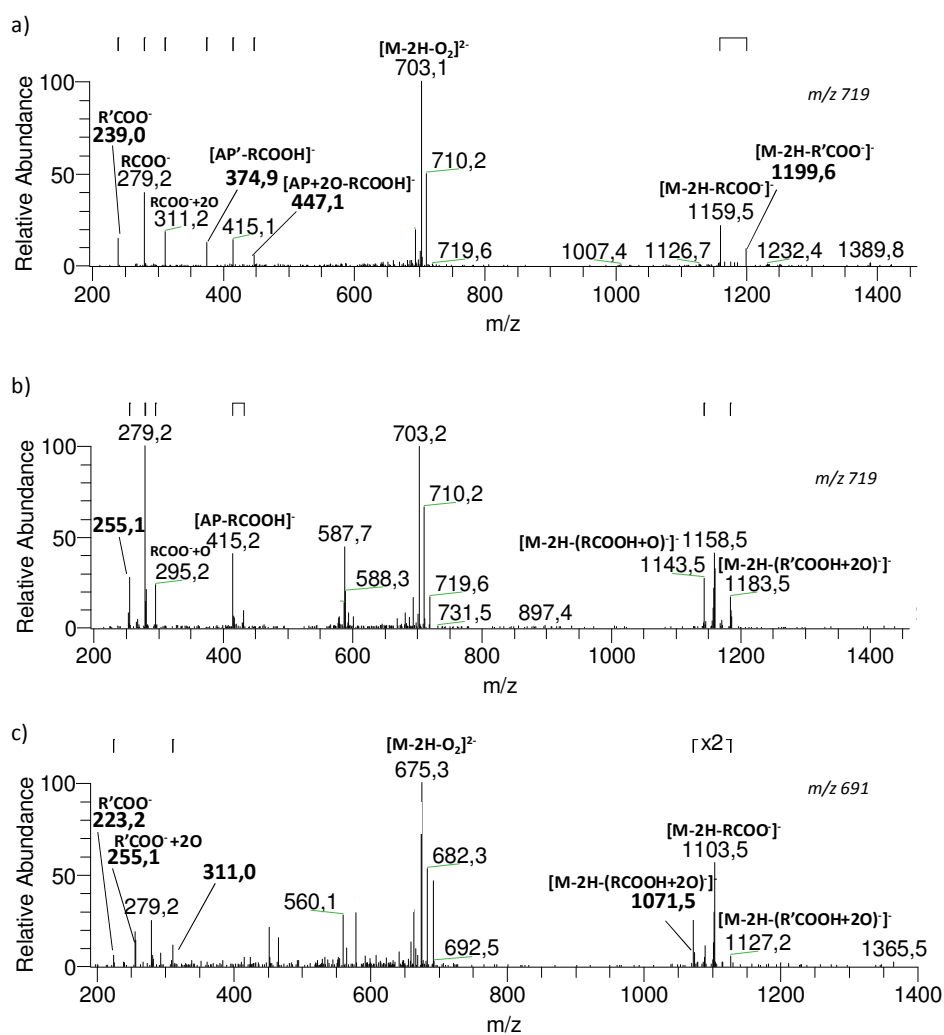 a)
[M-2H-O₂]²⁻
703,1
m/z 719
100
R'COO⁻
239,0
RCOO⁻
279,2
[AP'-RCOOH]⁻
374,9
[AP+2O-RCOOH]⁻
447,1
RCOO⁻+2O
311,2
415,1
710,2
719,6
[M-2H-R'COO⁻]⁻
1199,6
[M-2H-RCOO⁻]⁻
1159,5
1007,4
1126,7
1232,4
1389,8
50
0
Relative Abundance
200 400 600 800 1000 1200 1400
m/z
b)
279,2
703,2
m/z 719
100
710,2
255,1
[AP-RCOOH]⁻
415,2
RCOO⁻+O
295,2
587,7
588,3
719,6
731,5
897,4
[M-2H-(RCOOH+O)⁻]⁻
1143,5
1158,5
[M-2H-(R'COOH+2O)⁻]⁻
1183,5
50
0
Relative Abundance
200 400 600 800 1000 1200 1400
m/z
c)
[M-2H-O₂]²⁻
675,3
x2
m/z 691
100
R'COO⁻
223,2
R'COO⁻+2O
255,1
311,0
279,2
560,1
682,3
692,5
[M-2H-RCOO⁻]⁻
1103,5
[M-2H-(RCOOH+2O)⁻]⁻
1071,5
[M-2H-(R'COOH+2O)⁻]⁻
1127,2
1365,5
50
0
Relative Abundance
200 400 600 800 1000 1200 1400
m/z